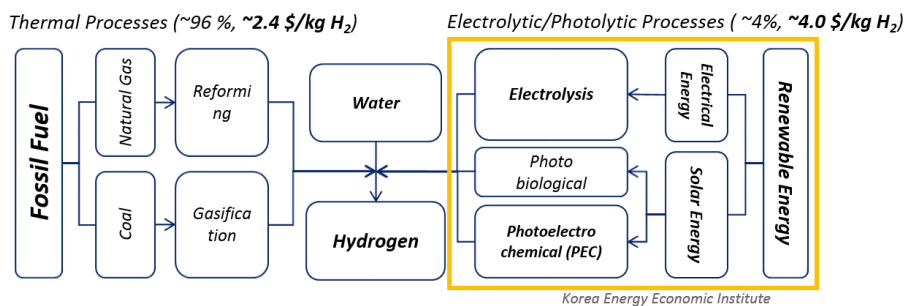 Thermal Processes (~96 %, ~2.4 $/kg H2)
Electrolytic/Photolytic Processes ( ~4%, ~4.0 $/kg H2)
Fossil Fuel
Natural Gas
Reformi
ng
Coal
Gasifica
tion
Water
Hydrogen
Electrolysis
Photo
biological
Photoelectro
chemical (PEC)
Electrical
Energy
Solar Energy
Renewable Energy
Korea Energy Economic Institute